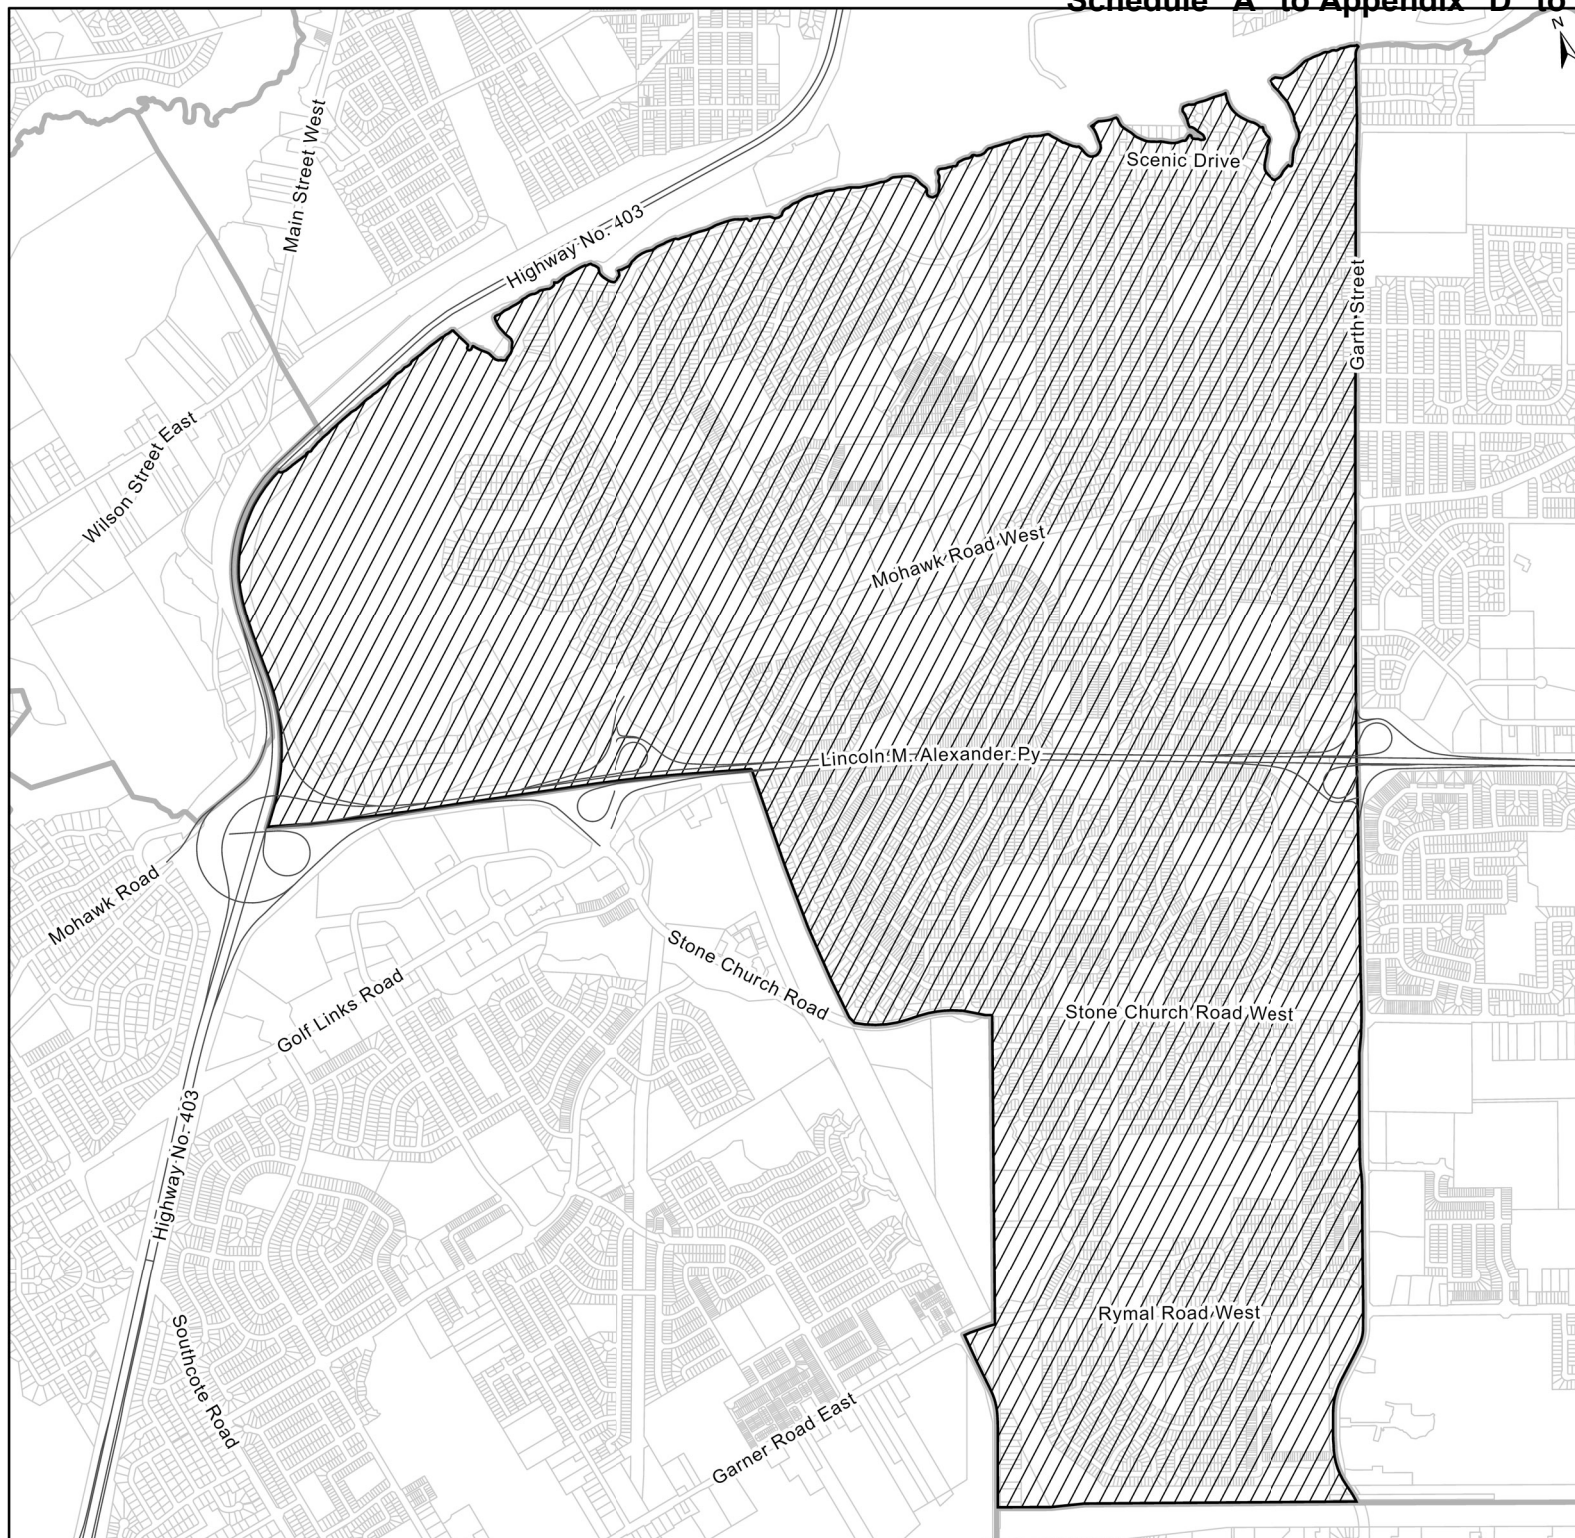 Schedule "A" to Appendix "D" to
N
Main Street West
Scenic Drive
Highway No. 403
Garth Street
Wilson Street East
Mohawk Road West
Lincoln M. Alexander Py
Mohawk Road
Stone Church Road
Golf Links Road
Stone Church Road West
Highway No. 403
Rymal Road West
Southcote Road
Garner Road East